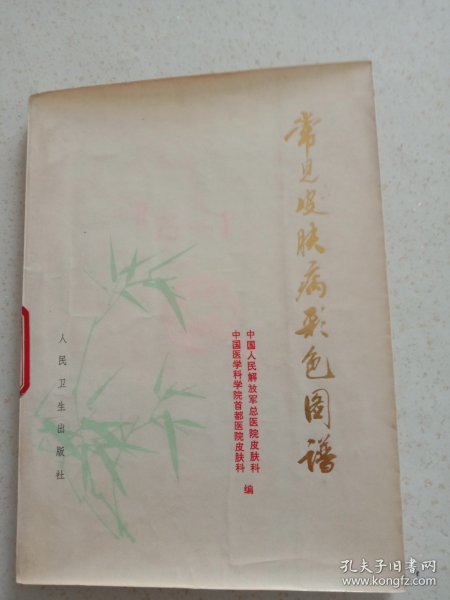 常见皮肤病彩色图谱
中国人民解放军总医院皮肤科
中国医学科学院首都医院皮肤科
编
人民卫生出版社
孔夫子旧书网
www.kongfz.com